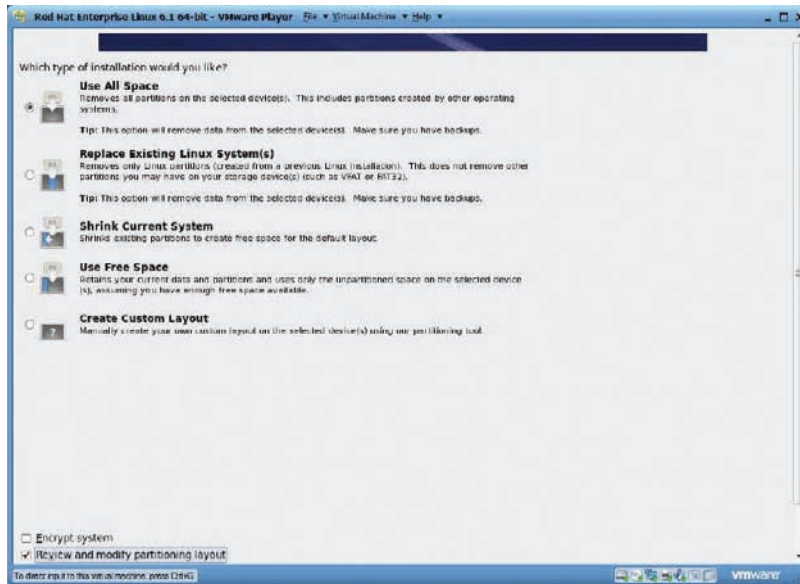 Red Hat Enterprise Linux 6.1 64-bit - VMware Player File Virtual Machine Help
Which type of installation would you like?
Use All Space
Removes all partitions on the selected device(s). This includes partitions created by other operating
systems.
Tip: This option will remove data from the selected device(s). Make sure you have backups.
Replace Existing Linux System(s)
Removes only Linux partitions (created from a previous Linux installation). This does not remove other
partitions you may have on your storage device(s) (such as VFAT or FAT32).
Tip: This option will remove data from the selected device(s). Make sure you have backups.
Shrink Current System
Shrinks existing partitions to create free space for the default layout.
Use Free Space
Retains your current data and partitions and uses only the unpartitioned space on the selected device
(s), assuming you have enough free space available.
Create Custom Layout
Manually create your own custom layout on the selected device(s) using our partitioning tool.
?
Encrypt system
Review and modify partitioning layout
To direct input to this virtual machine, press Ctrl+G.
vmware